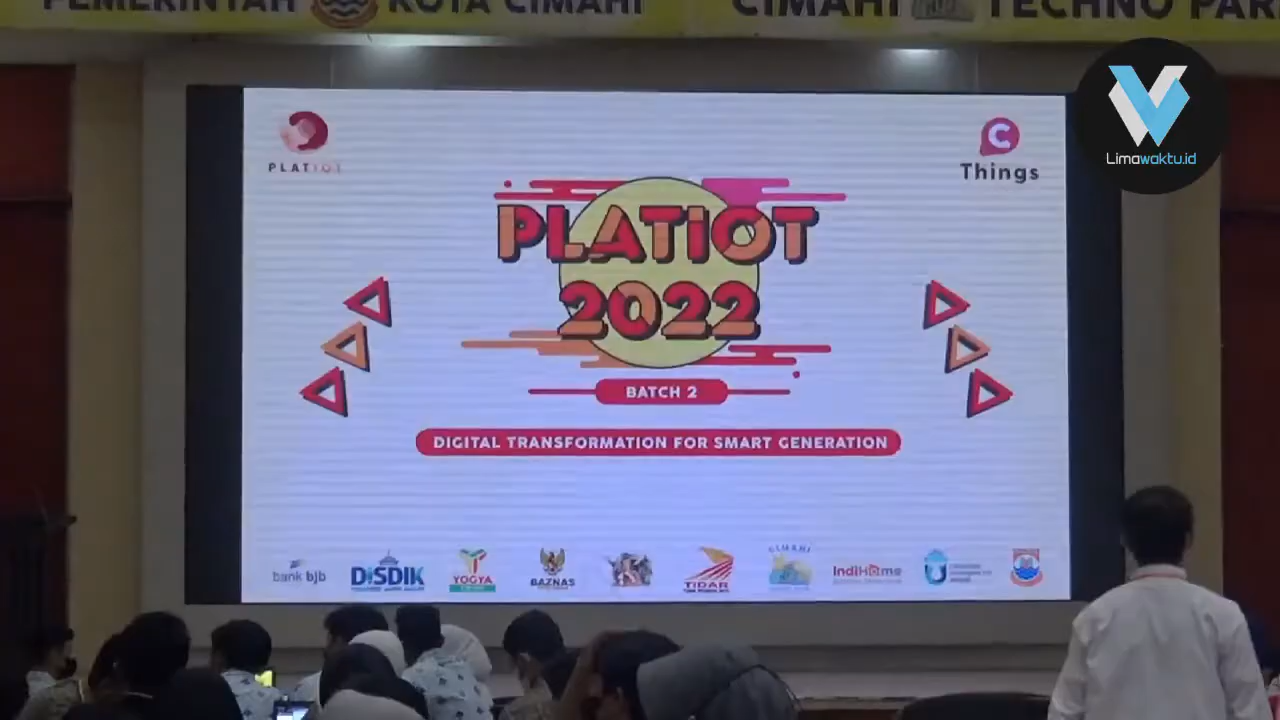 PEMERINTAH KOTA CIMAHI
CIMAHI TECHNO PAR
Limawaktu.id
PLATIOT
Things
PLATIOT
2022
BATCH 2
DIGITAL TRANSFORMATION FOR SMART GENERATION
bank bjb
DISDIK
YOGYA
BAZNAS
TIDAR
CIMAHI
IndiHome